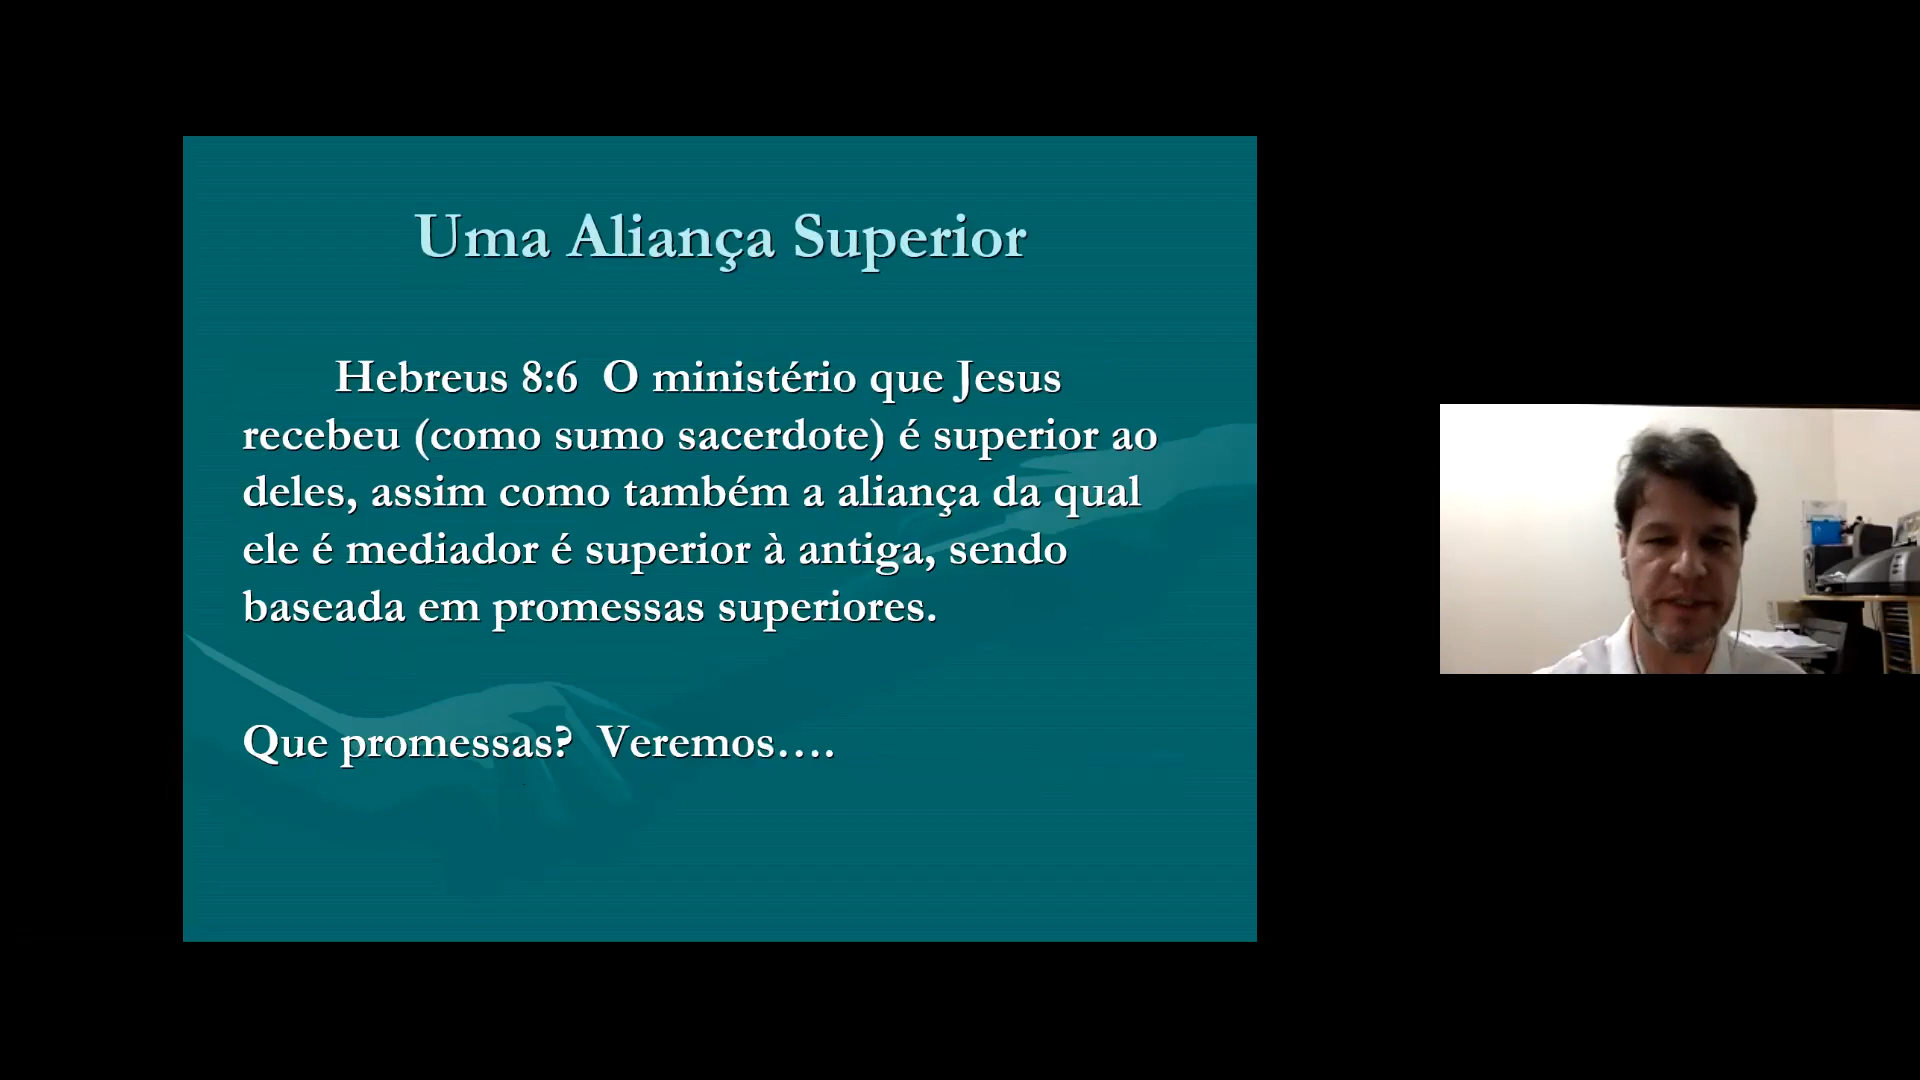 Uma Aliança Superior
Hebreus 8:6 O ministério que Jesus
recebeu (como sumo sacerdote) é superior ao
deles, assim como também a aliança da qual
ele é mediador é superior à antiga, sendo
baseada em promessas superiores.
Que promessas? Veremos….